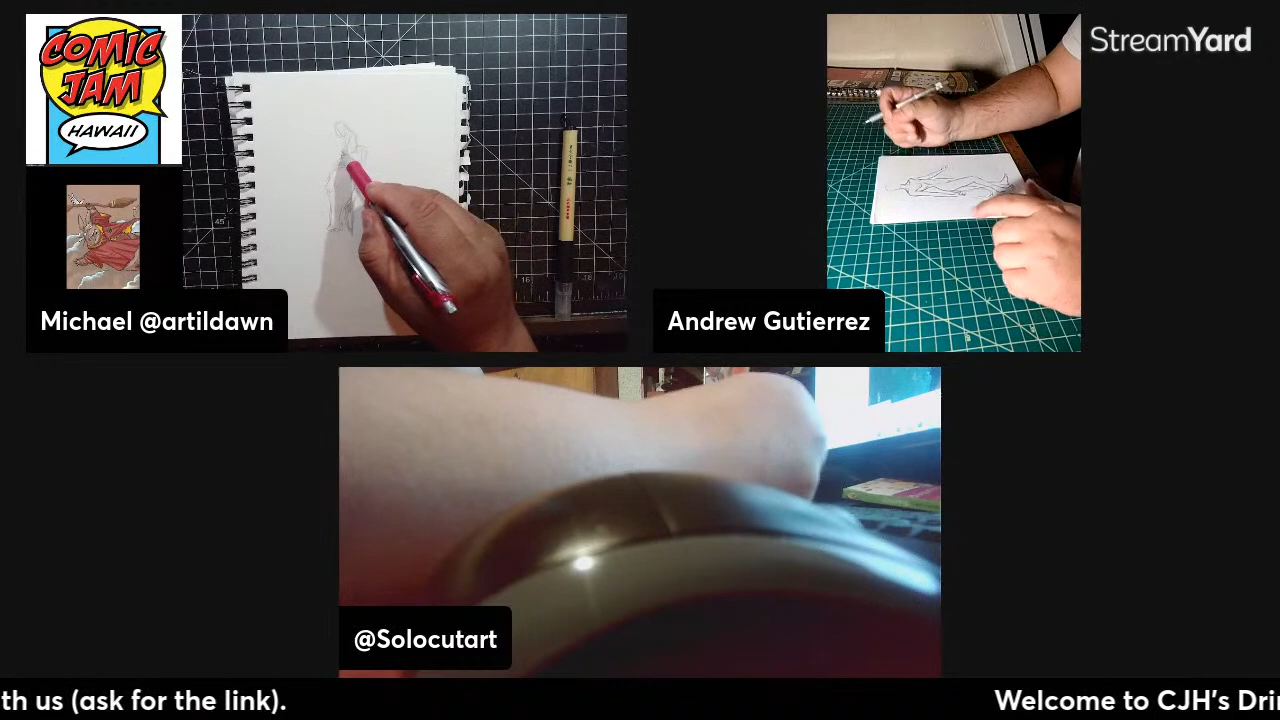 COMIC
JAM
HAWAII
StreamYard
Michael @artildawn
Andrew Gutierrez
@Solocutart
th us (ask for the link).
Welcome to CJH's Dri